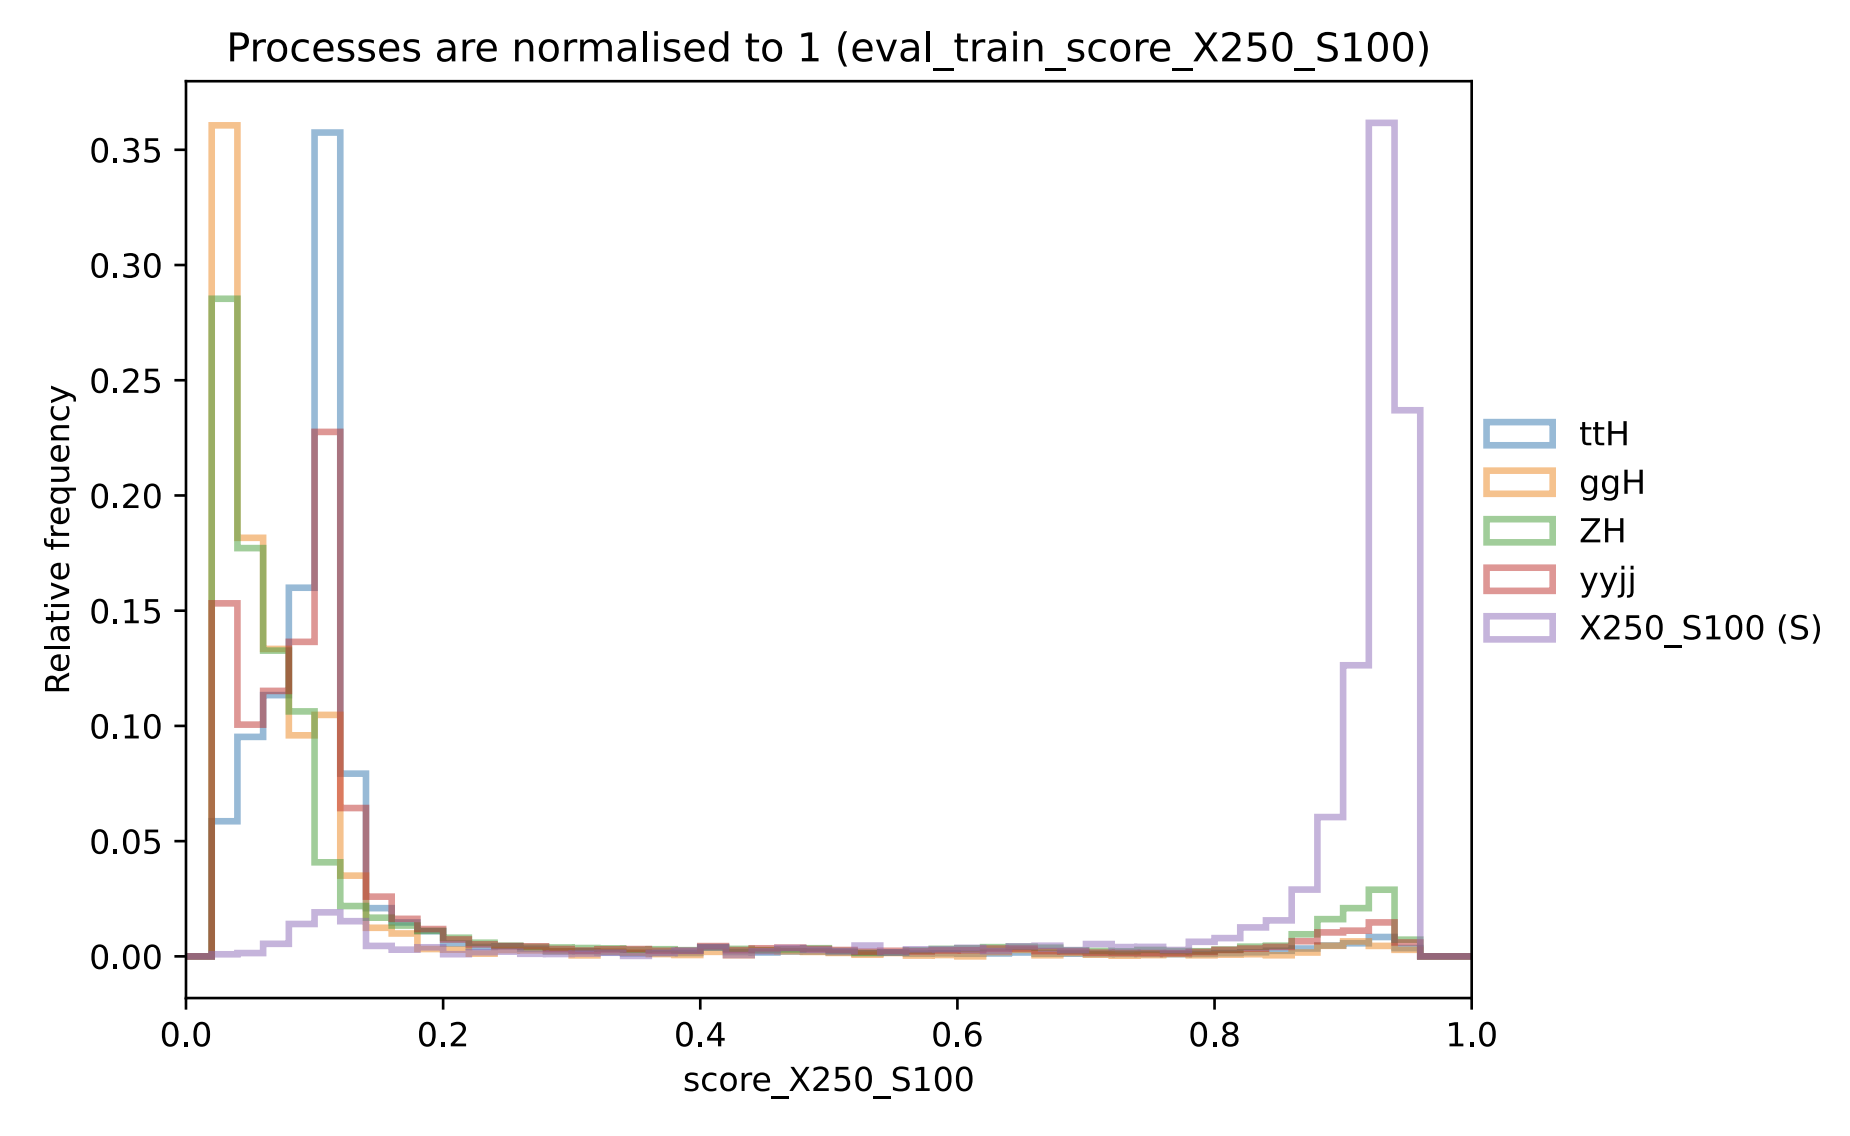 Processes are normalised to 1 (eval_train_score_X250_S100)
0.35
0.30
0.25
0.20
0.15
0.10
0.05
0.00
Relative frequency
0.0 0.2 0.4 0.6 0.8 1.0
score_X250_S100
ttH
ggH
ZH
yyjj
X250_S100 (S)